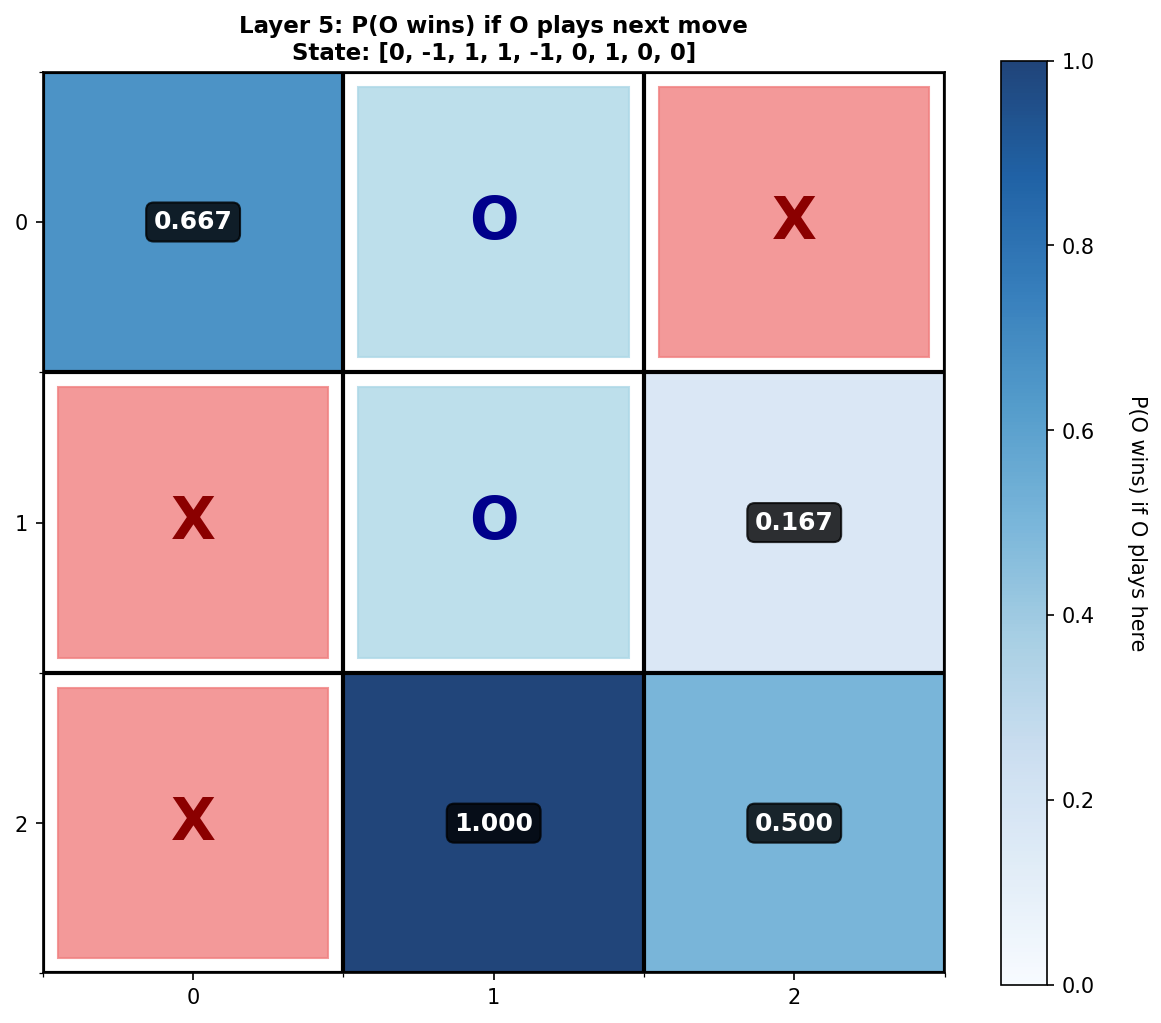 Layer 5: P(O wins) if O plays next move
State: [0, -1, 1, 1, -1, 0, 1, 0, 0]
0
0.667
O
X
1
X
O
0.167
2
X
1.000
0.500
0
1
2
1.0
0.8
0.6
0.4
0.2
0.0
P(O wins) if O plays here